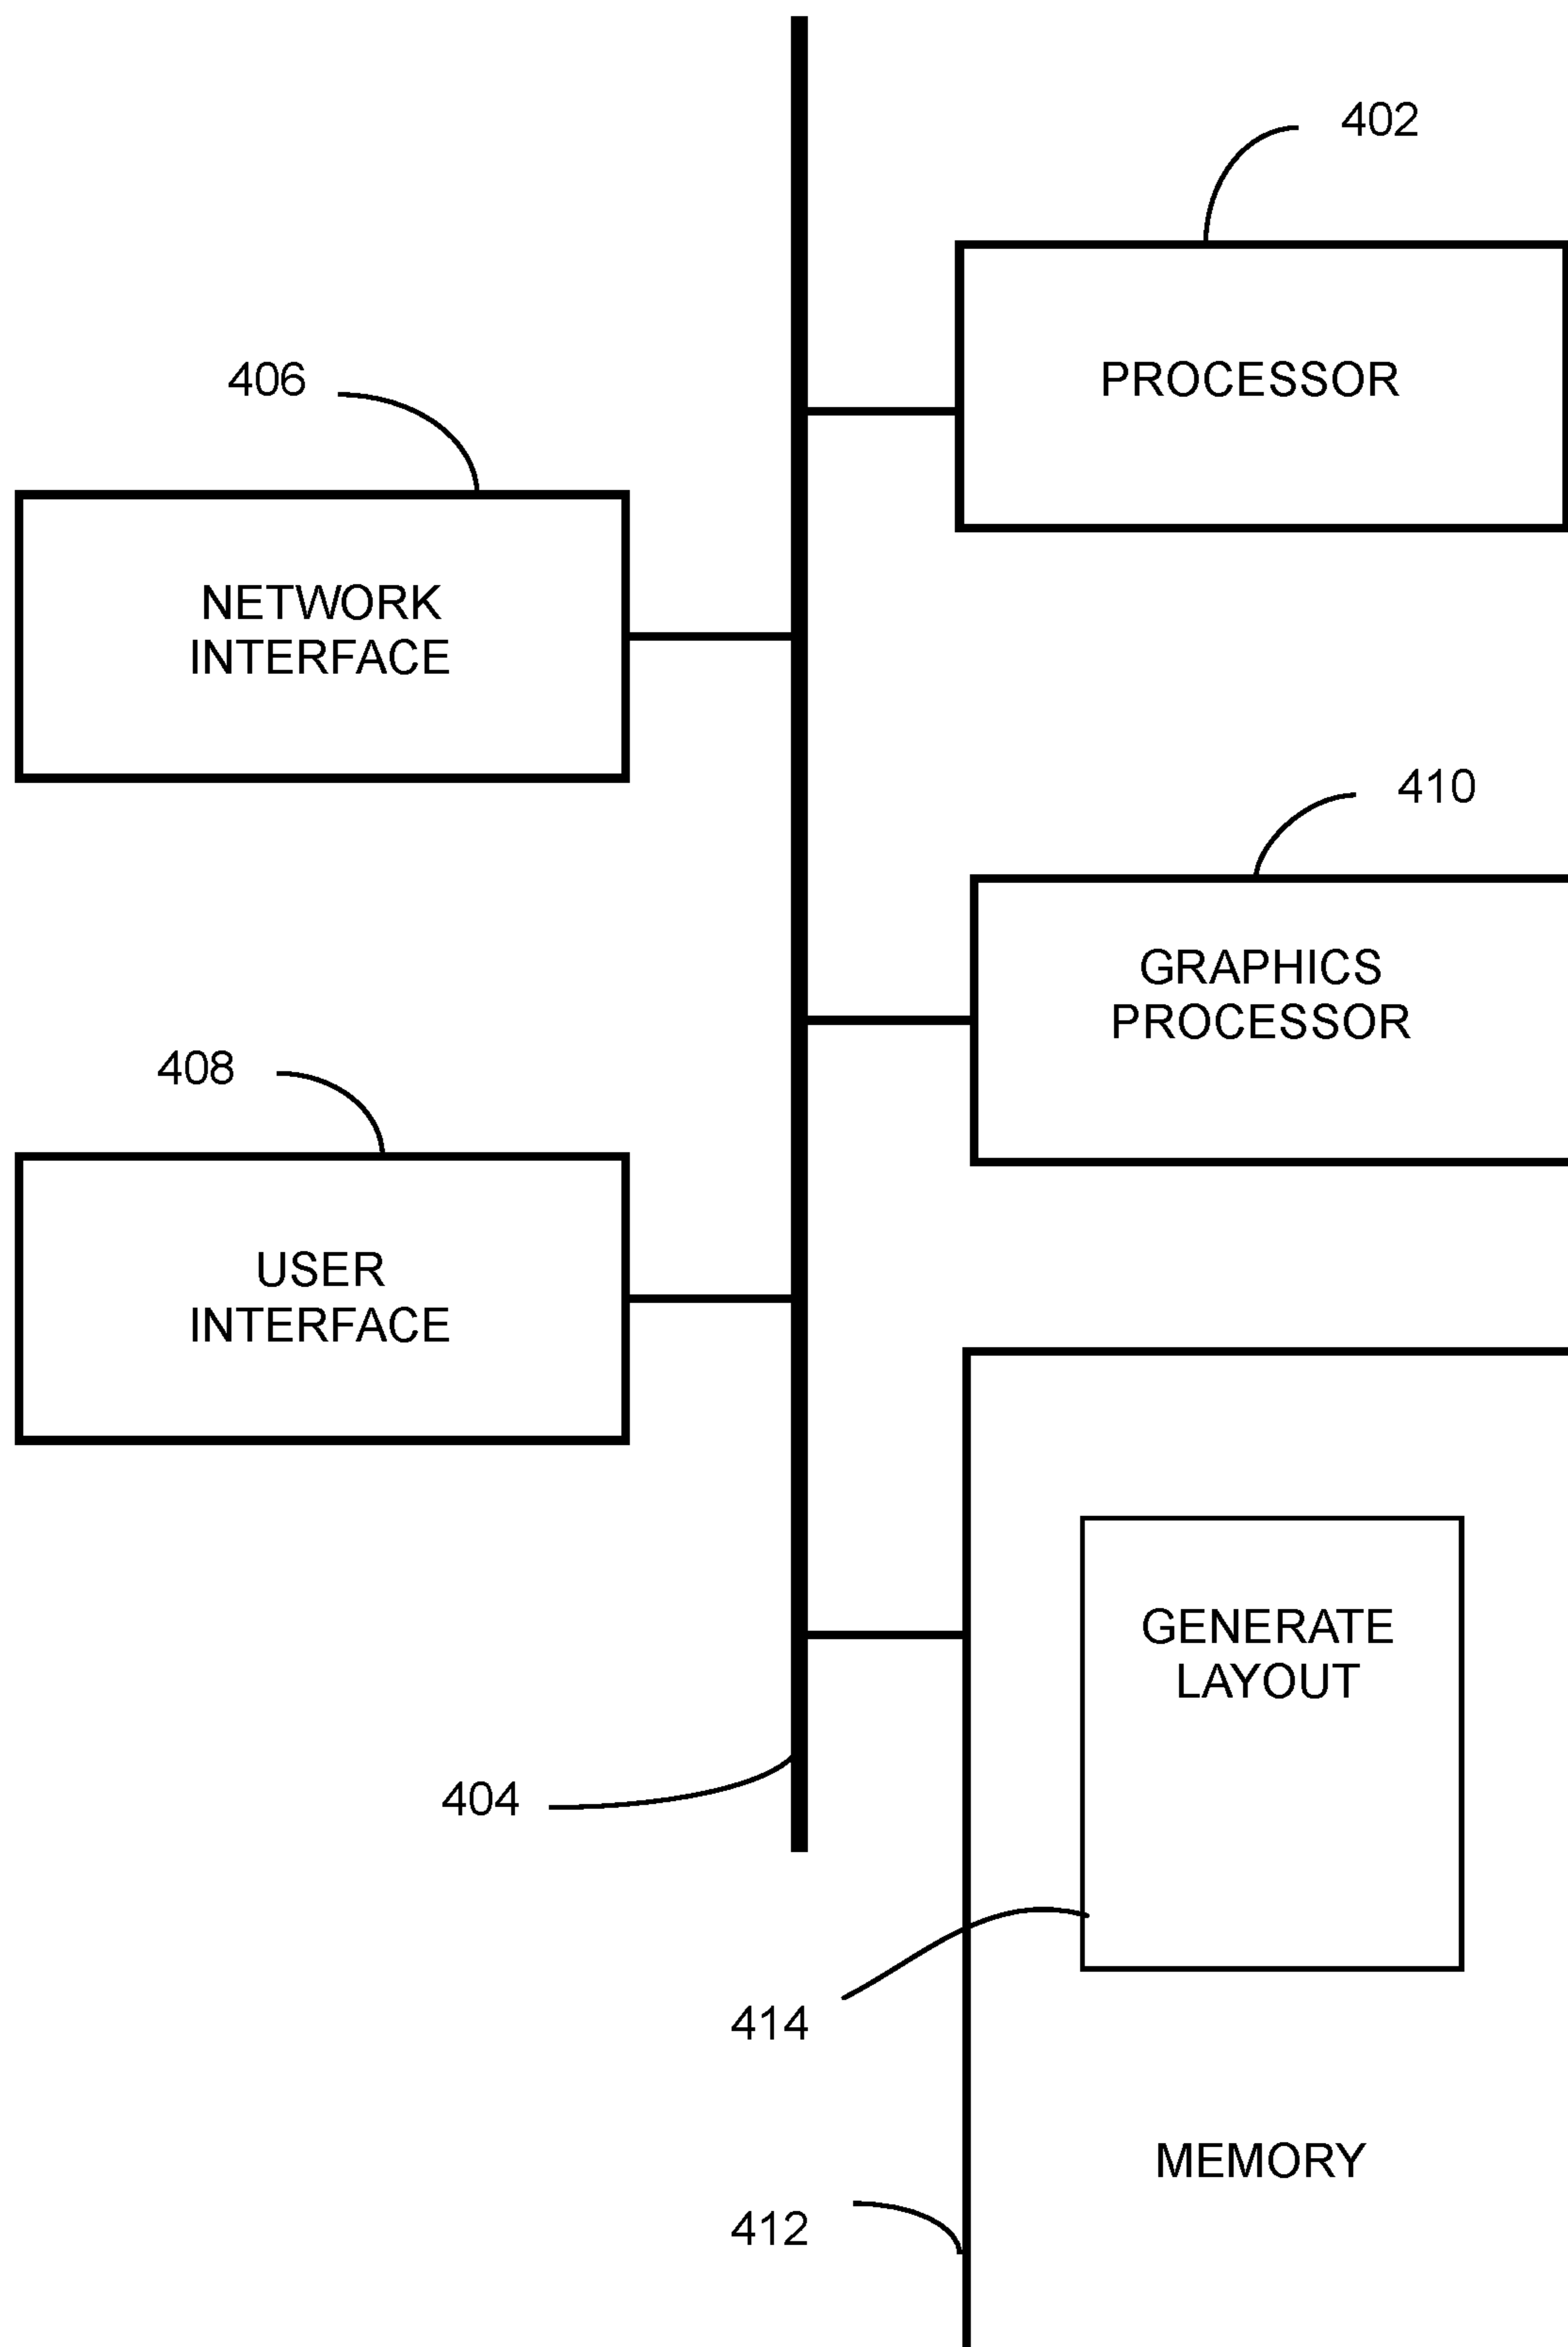 402
PROCESSOR
406
NETWORK
INTERFACE
410
GRAPHICS
PROCESSOR
408
USER
INTERFACE
GENERATE
LAYOUT
404
414
MEMORY
412